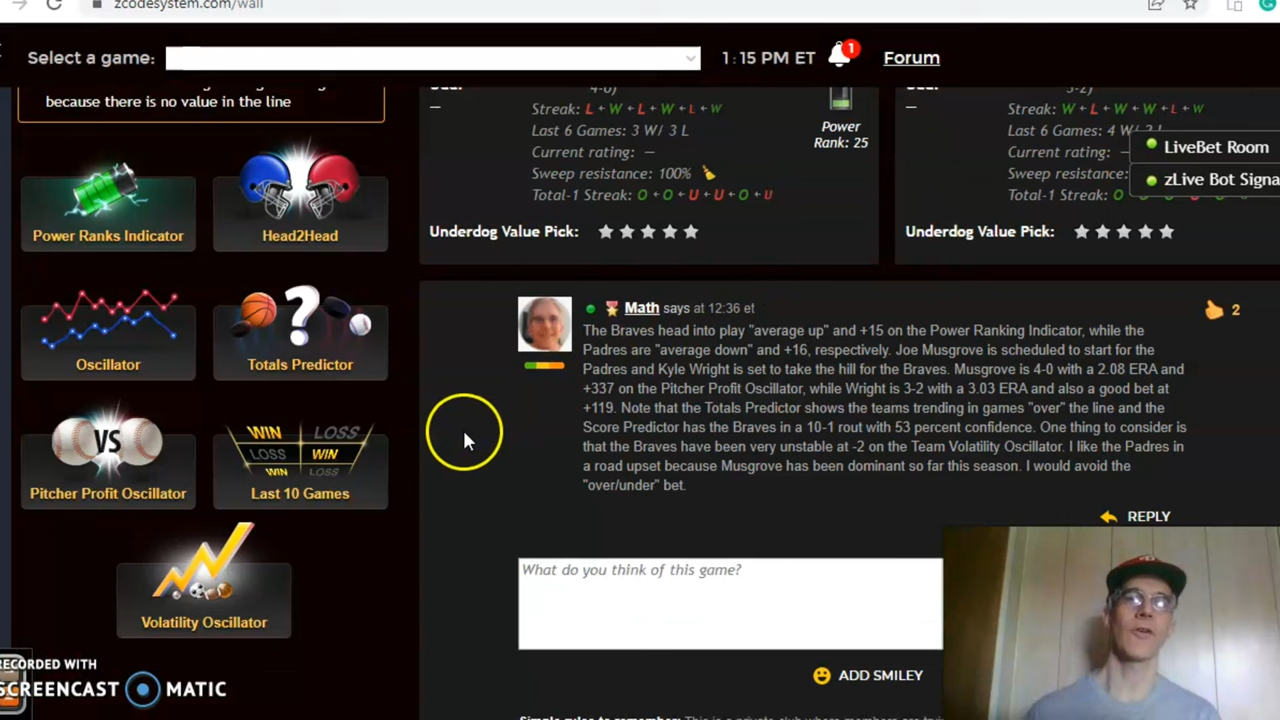 zcodesystem.com/wall
Select a game:
1:15 PM ET
1
Forum
because there is no value in the line
Power Ranks Indicator
Head2Head
Oscillator
Totals Predictor
?
VS
Pitcher Profit Oscillator
WIN LOSS
LOSS WIN
WIN LOSS
Last 10 Games
Volatility Oscillator
RECORDED WITH
SCREENCAST MATIC
4-6)
Streak: L ← W ← L ← W ← L ← W
Last 6 Games: 3 W/ 3 L
Current rating: —
Sweep resistance: 100%
Total-1 Streak: O ← O ← U ← U ← O ← U
Power
Rank: 25
Underdog Value Pick:
Streak: W ← L ← W ← W ← L ← W
Last 6 Games: 4 W/ 2 L
Current rating: —
Sweep resistance:
Total-1 Streak: O
LiveBet Room
zLive Bot Signa
Underdog Value Pick:
Math says at 12:36 et
2
The Braves head into play "average up" and +15 on the Power Ranking Indicator, while the
Padres are "average down" and +16, respectively. Joe Musgrove is scheduled to start for the
Padres and Kyle Wright is set to take the hill for the Braves. Musgrove is 4-0 with a 2.08 ERA and
+337 on the Pitcher Profit Oscillator, while Wright is 3-2 with a 3.03 ERA and also a good bet at
+119. Note that the Totals Predictor shows the teams trending in games "over" the line and the
Score Predictor has the Braves in a 10-1 rout with 53 percent confidence. One thing to consider is
that the Braves have been very unstable at -2 on the Team Volatility Oscillator. I like the Padres in
a road upset because Musgrove has been dominant so far this season. I would avoid the
"over/under" bet.
REPLY
What do you think of this game?
ADD SMILEY